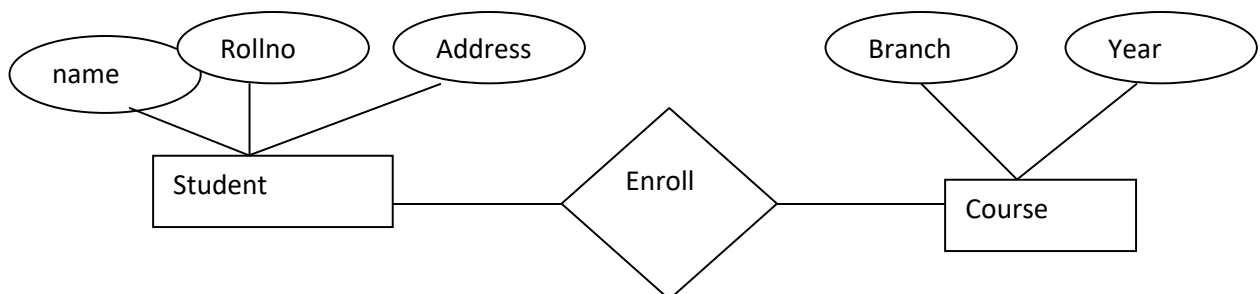 name
Rollno
Address
Branch
Year
Student
Enroll
Course